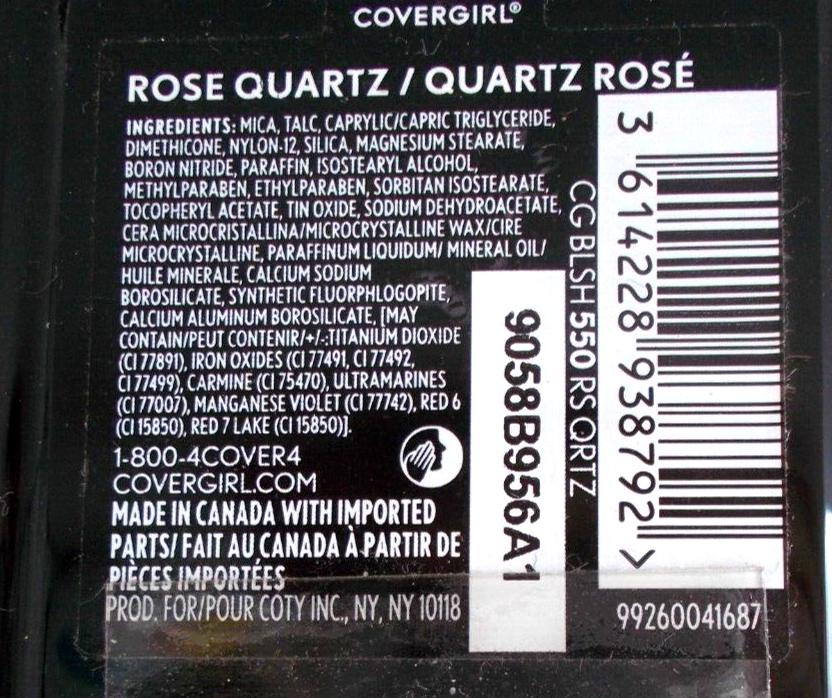 COVERGIRL®
ROSE QUARTZ / QUARTZ ROSÉ
INGREDIENTS: MICA, TALC, CAPRYLIC/CAPRIC TRIGLYCERIDE,
DIMETHICONE, NYLON-12, SILICA, MAGNESIUM STEARATE,
BORON NITRIDE, PARAFFIN, ISOSTEARYL ALCOHOL,
METHYLPARABEN, ETHYLPARABEN, SORBITAN ISOSTEARATE,
TOCOPHERYL ACETATE, TIN OXIDE, SODIUM DEHYDROACETATE,
CERA MICROCRISTALLINA/MICROCRYSTALLINE WAX/CIRE
MICROCRYSTALLINE, PARAFFINUM LIQUIDUM/ MINERAL OIL/
HUILE MINERALE, CALCIUM SODIUM
BOROSILICATE, SYNTHETIC FLUORPHLOGOPITE,
CALCIUM ALUMINUM BOROSILICATE, [MAY
CONTAIN/PEUT CONTENIR/+/-:TITANIUM DIOXIDE
(CI 77891), IRON OXIDES (CI 77491, CI 77492,
CI 77499), CARMINE (CI 75470), ULTRAMARINES
(CI 77007), MANGANESE VIOLET (CI 77742), RED 6
(CI 15850), RED 7 LAKE (CI 15850)].
1-800-4COVER4
COVERGIRL.COM
MADE IN CANADA WITH IMPORTED
PARTS/ FAIT AU CANADA À PARTIR DE
PIÈCES IMPORTÉES
PROD. FOR/POUR COTY INC., NY, NY 10118
9058B956A1
CG BLSH 550 RS QRTZ
3 614228 938792 >
99260041687